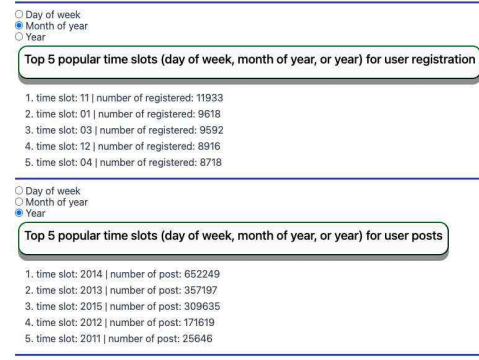 Day of week
Month of year
Year
Top 5 popular time slots (day of week, month of year, or year) for user registration
1. time slot: 11 | number of registered: 11933
2. time slot: 01 | number of registered: 9618
3. time slot: 03 | number of registered: 9592
4. time slot: 12 | number of registered: 8916
5. time slot: 04 | number of registered: 8718
Day of week
Month of year
Year
Top 5 popular time slots (day of week, month of year, or year) for user posts
1. time slot: 2014 | number of post: 652249
2. time slot: 2013 | number of post: 357197
3. time slot: 2015 | number of post: 309635
4. time slot: 2012 | number of post: 171619
5. time slot: 2011 | number of post: 25646